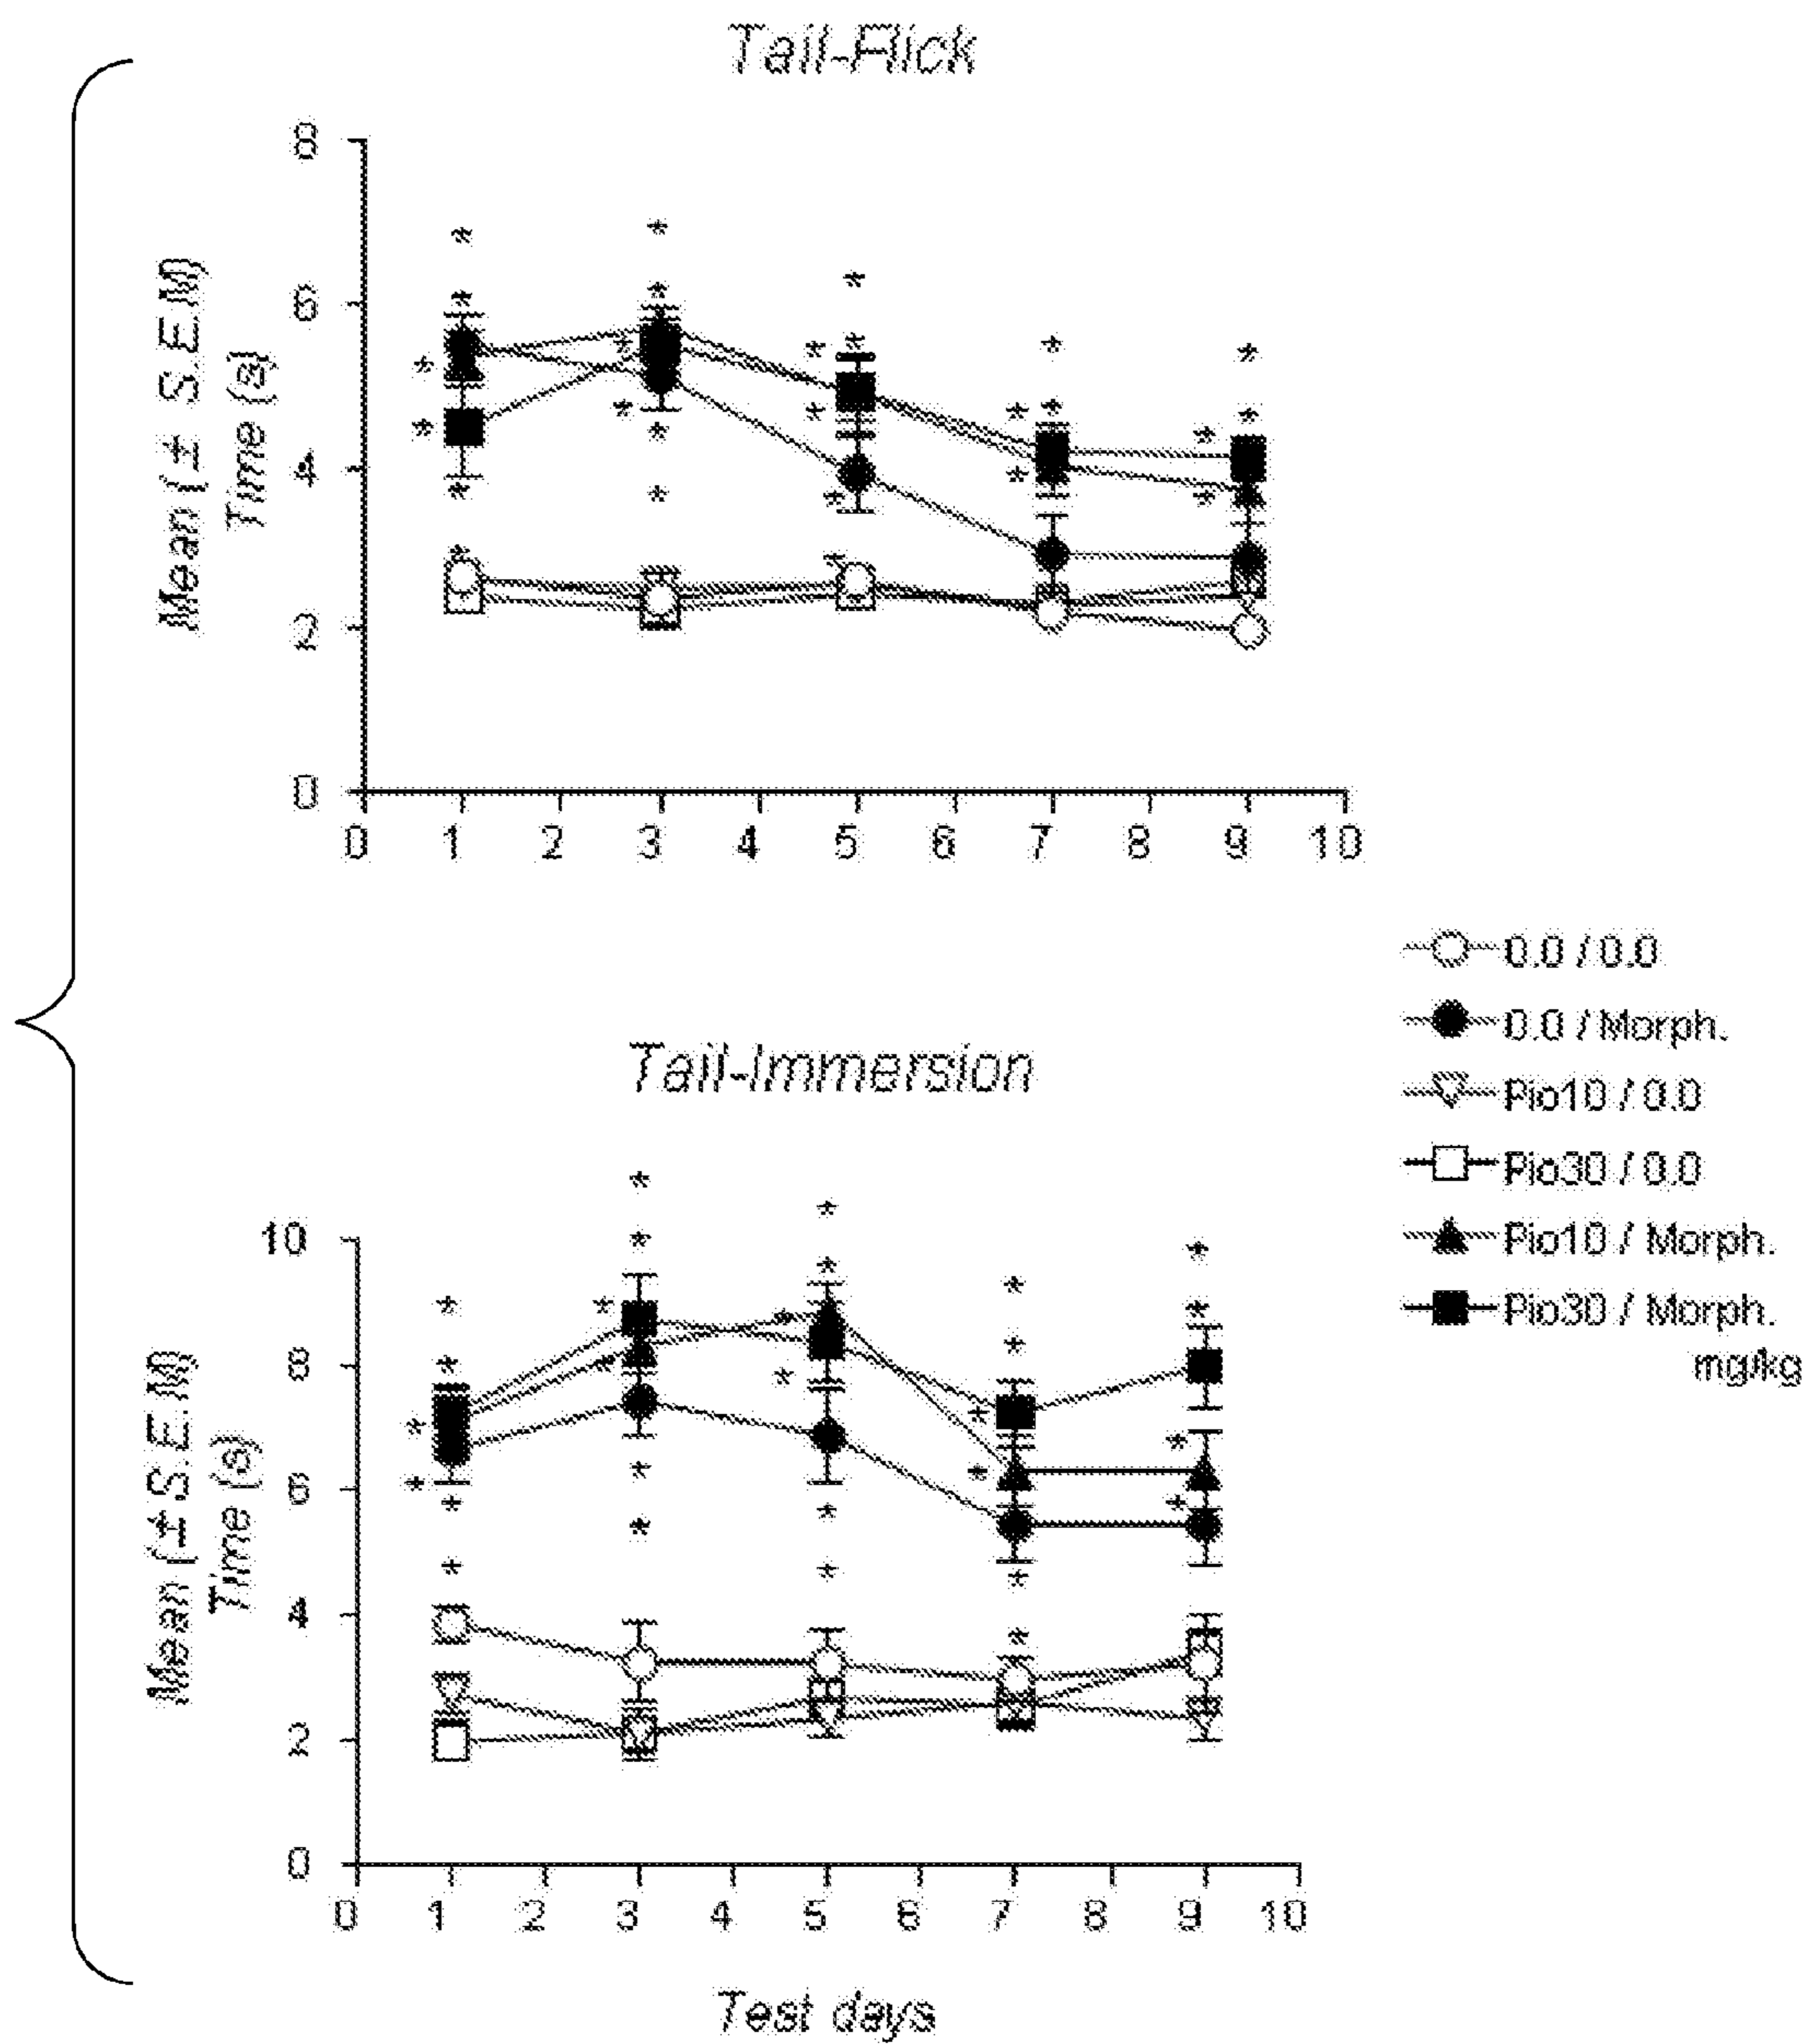 Tail-Flick
Mean (± S.E.M)
Time (s)
8
6
4
2
0
0 1 2 3 4 5 6 7 8 9 10
0.0 / 0.0
0.0 / Morph.
Pio10 / 0.0
Pio30 / 0.0
Pio10 / Morph.
Pio30 / Morph.
mg/kg
Tail-Immersion
Mean (± S.E.M)
Time (s)
10
8
6
4
2
0
0 1 2 3 4 5 6 7 8 9 10
Test days